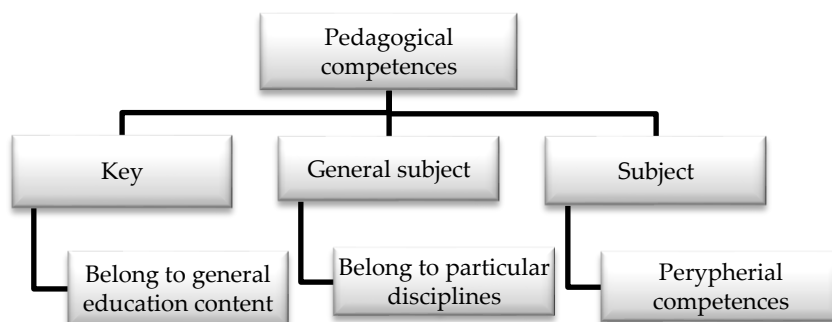 Pedagogical
competences
Key
General subject
Subject
Belong to general
education content
Belong to particular
disciplines
Perypherial
competences